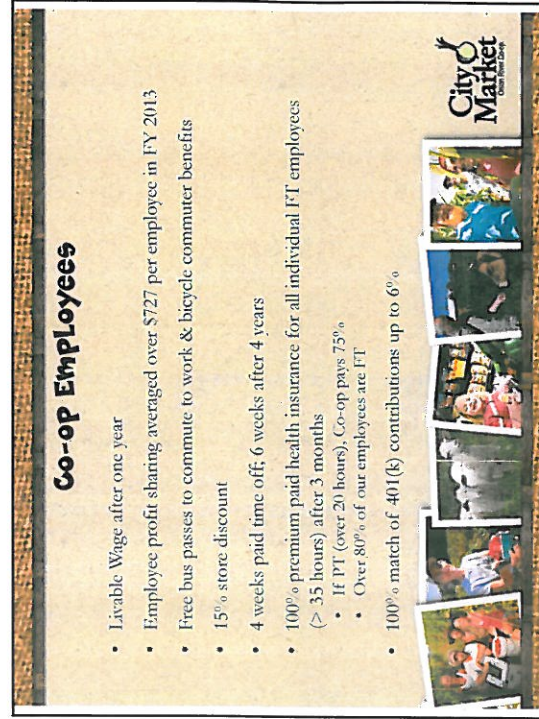 Co-op Employees
• Livable Wage after one year
• Employee profit sharing averaged over $727 per employee in FY 2013
• Free bus passes to commute to work & bicycle commuter benefits
• 15% store discount
• 4 weeks paid time off; 6 weeks after 4 years
• 100% premium paid health insurance for all individual FT employees
(> 35 hours) after 3 months
• If PT (over 20 hours), Co-op pays 75%
• Over 80% of our employees are FT
• 100% match of 401(k) contributions up to 6%
City
Market
Onion River Co-op